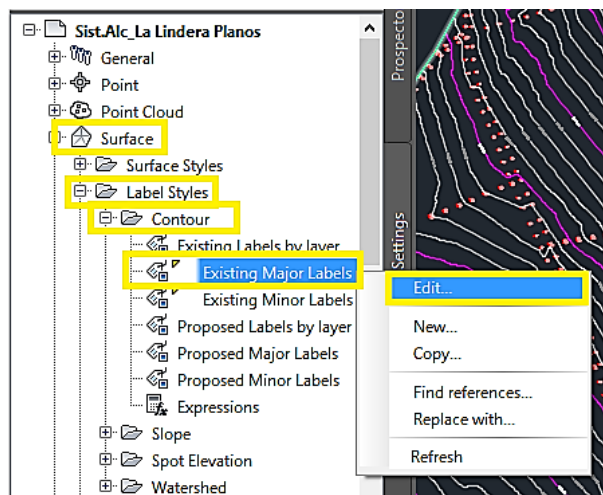 Sist.Alc_La Lindera Planos
General
Point
Point Cloud
Surface
Surface Styles
Label Styles
Contour
Existing Labels by layer
Existing Major Labels
Existing Minor Labels
Proposed Labels by layer
Proposed Major Labels
Proposed Minor Labels
Expressions
Slope
Spot Elevation
Watershed
Prospecto
Settings
Edit...
New...
Copy...
Find references...
Replace with...
Refresh